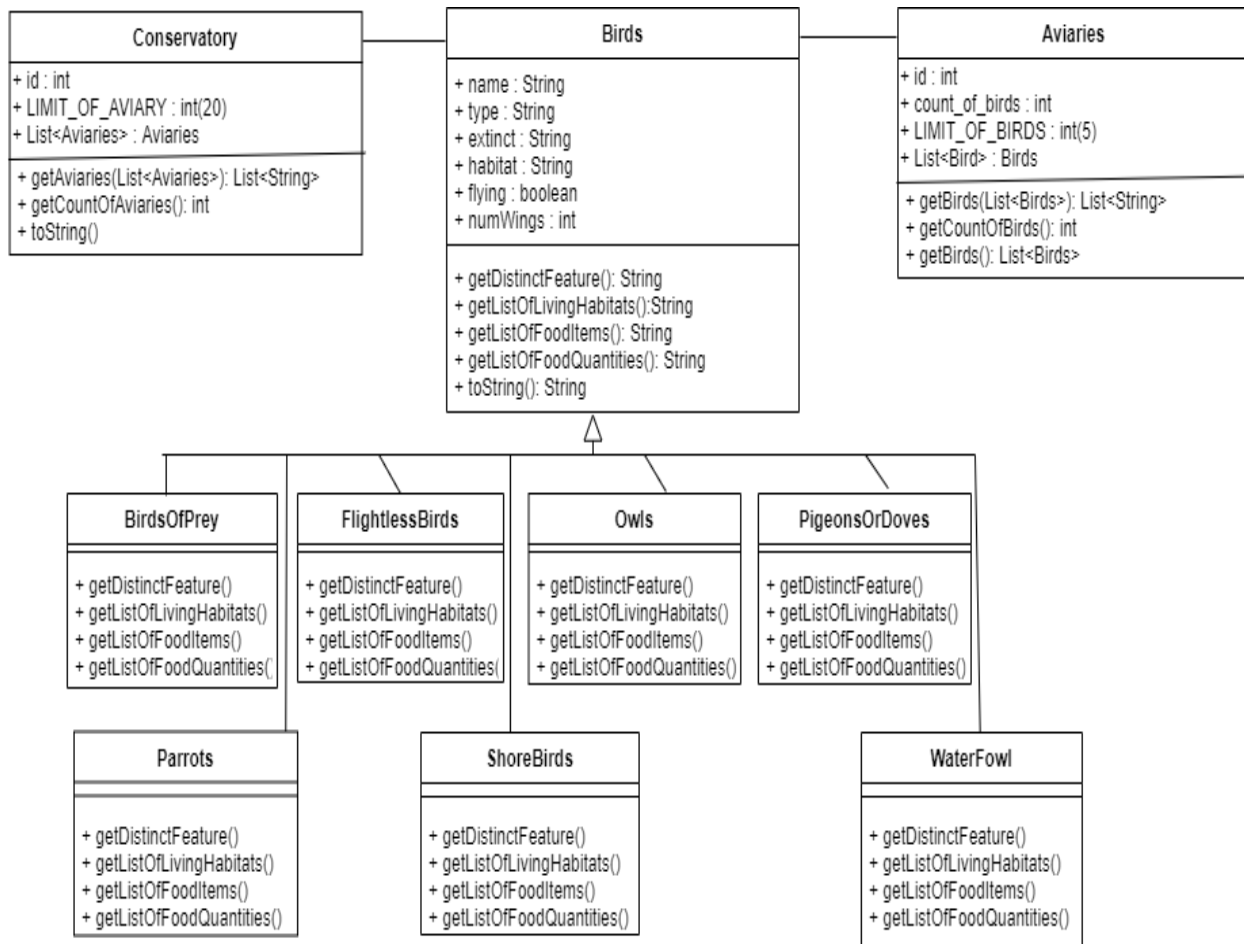 Conservatory
+ id : int
+ LIMIT_OF_AVIARY : int(20)
+ List<Aviaries> : Aviaries
+ getAviaries(List<Aviaries>): List<String>
+ getCountOfAviaries(): int
+ toString()
Birds
+ name : String
+ type : String
+ extinct : String
+ habitat : String
+ flying : boolean
+ numWings : int
+ getDistinctFeature(): String
+ getListOfLivingHabitats():String
+ getListOfFoodItems(): String
+ getListOfFoodQuantities(): String
+ toString(): String
Aviaries
+ id : int
+ count_of_birds : int
+ LIMIT_OF_BIRDS : int(5)
+ List<Bird> : Birds
+ getBirds(List<Birds>): List<String>
+ getCountOfBirds(): int
+ getBirds(): List<Birds>
BirdsOfPrey
+ getDistinctFeature()
+ getListOfLivingHabitats()
+ getListOfFoodItems()
+ getListOfFoodQuantities(
FlightlessBirds
+ getDistinctFeature()
+ getListOfLivingHabitats()
+ getListOfFoodItems()
+ getListOfFoodQuantities(
Owls
+ getDistinctFeature()
+ getListOfLivingHabitats()
+ getListOfFoodItems()
+ getListOfFoodQuantities()
PigeonsOrDoves
+ getDistinctFeature()
+ getListOfLivingHabitats()
+ getListOfFoodItems()
+ getListOfFoodQuantities()
Parrots
+ getDistinctFeature()
+ getListOfLivingHabitats()
+ getListOfFoodItems()
+ getListOfFoodQuantities()
ShoreBirds
+ getDistinctFeature()
+ getListOfLivingHabitats()
+ getListOfFoodItems()
+ getListOfFoodQuantities()
WaterFowl
+ getDistinctFeature()
+ getListOfLivingHabitats()
+ getListOfFoodItems()
+ getListOfFoodQuantities()